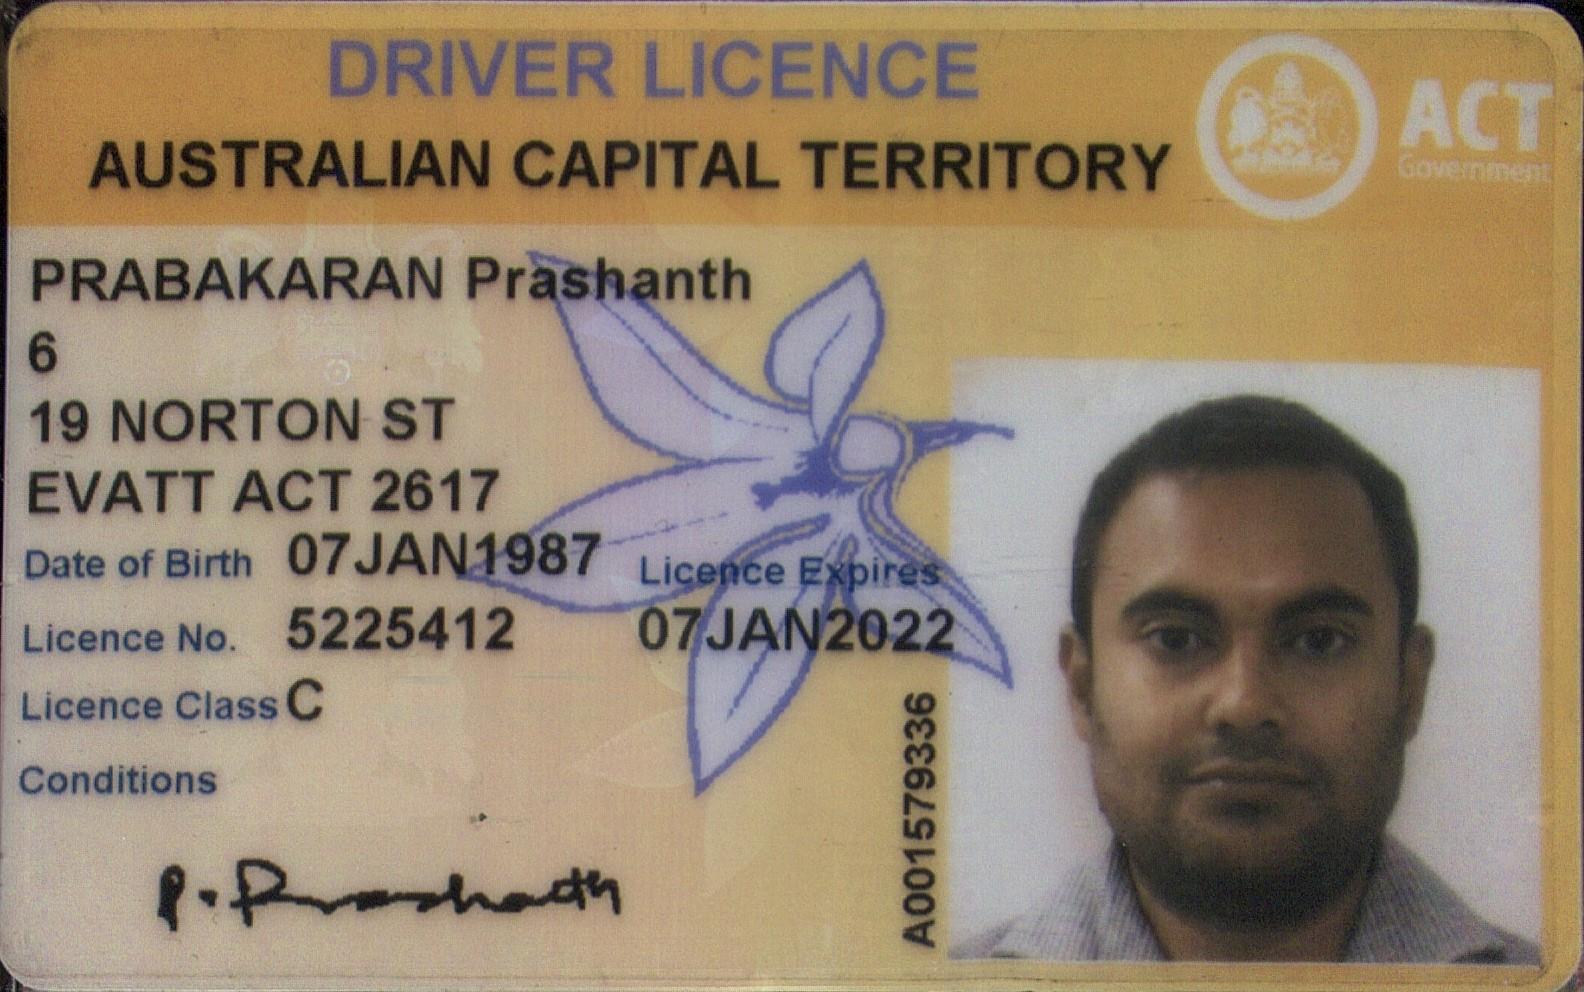 DRIVER LICENCE
AUSTRALIAN CAPITAL TERRITORY
ACT
Government
PRABAKARAN Prashanth
6
19 NORTON ST
EVATT ACT 2617
Date of Birth 07JAN1987
Licence Expires
Licence No. 5225412
07JAN2022
Licence Class C
Conditions
A001579336
P. Prashanth